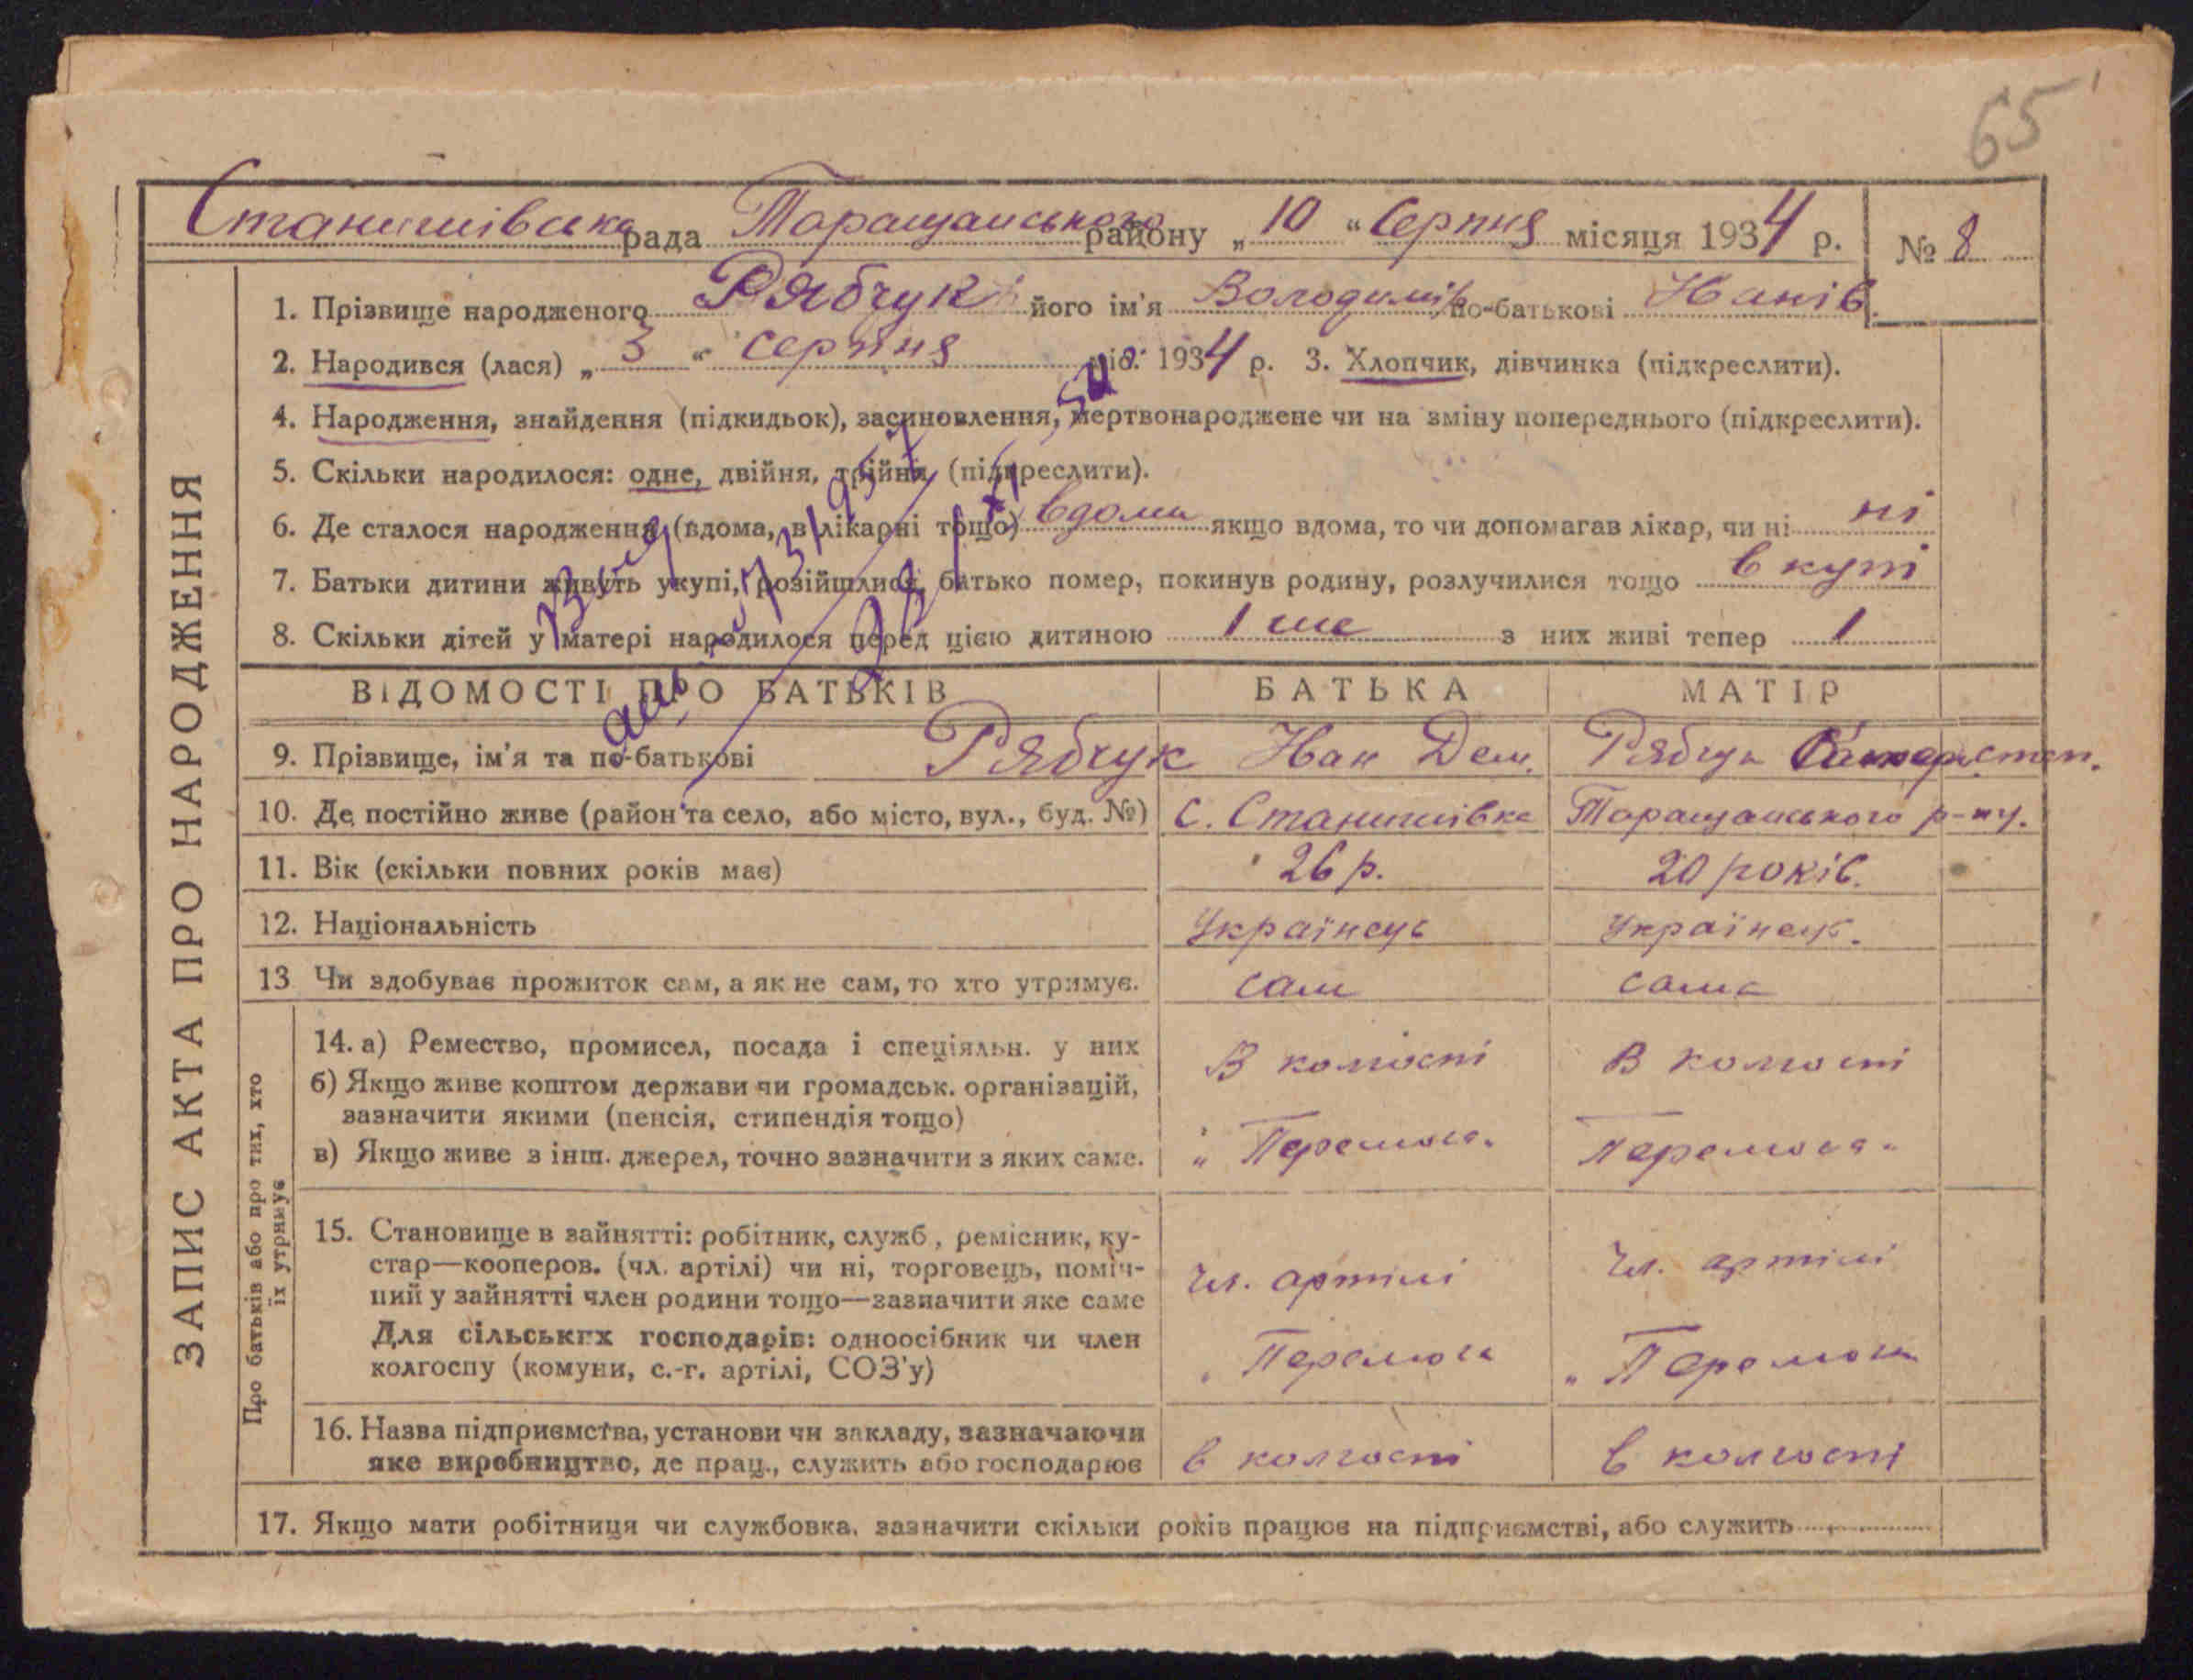 65
Станишівська рада Таращанського району „ 10 “ Серпня місяця 1934 р. № 8
ЗАПИС АКТА ПРО НАРОДЖЕННЯ
1. Прізвище народженого Рябчук його ім'я Володимір по-батькові Іванів.
2. Народився (лася) „ 3 “ серпня міс. 1934 р. 3. Хлопчик, дівчинка (підкреслити).
4. Народження, знайдення (підкидьок), засиновлення, мертвонароджене чи на зміну попереднього (підкреслити).
5. Скільки народилося: одне, двійня, трійня (підкреслити).
6. Де сталося народження (вдома, в лікарні тощо) вдома якщо вдома, то чи допомагав лікар, чи ні ні
7. Батьки дитини живуть укупі, розійшлися, батько помер, покинув родину, розлучилися тощо в купі
8. Скільки дітей у матері народилося перед цією дитиною 1 ше з них живі тепер 1
ВІДОМОСТІ ПРО БАТЬКІВ БАТЬКА МАТІР
9. Прізвище, ім'я та по-батькові Рябчук Іван Дем. Рябчук степ.
10. Де постійно живе (район та село, або місто, вул., буд. №) с. Станишівка Таращанського р-ну.
11. Вік (скільки повних років має) 26 р. 20 років.
12. Національність Українець Українець.
13 Чи здобуває прожиток сам, а як не сам, то хто утримує. сам сама
Про батьків або про тих, хто
їх утримує
14. а) Ремество, промисел, посада і спеціяльн. у них В колгоспі В колгоспі
б) Якщо живе коштом держави чи громадськ. організацій,
зазначити якими (пенсія, стипендія тощо)
в) Якщо живе з інш. джерел, точно зазначити з яких саме. „ Перемога“ Перемога“
15. Становище в зайнятті: робітник, служб, ремісник, ку-
стар—кооперов. (чл. артілі) чи ні, торговець, поміч- чл. артілі чл. артілі
ний у зайнятті член родини тощо—зазначити яке саме
Для сільських господарів: одноосібник чи член
колгоспу (комуни, с.-г. артілі, СОЗ'у) „ Перемога „ Перемога
16. Назва підприємства, установи чи закладу, зазначаючи
яке виробництво, де прац., служить або господарює в колгоспі в колгоспі
17. Якщо мати робітниця чи службовка, зазначити скільки років працює на підприємстві, або служить